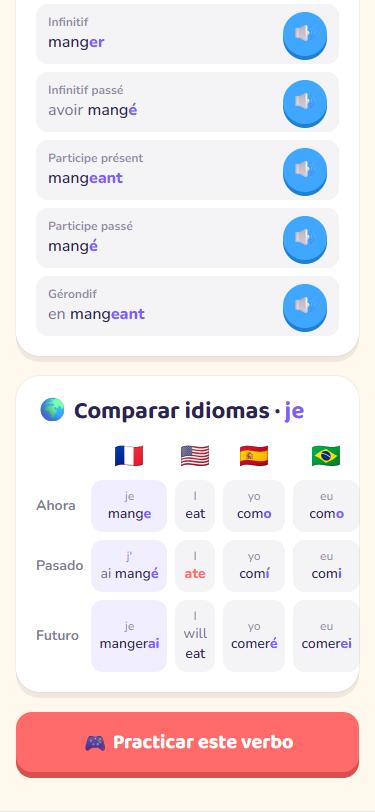 Infinitif
manger
Infinitif passé
avoir mangé
Participe présent
mangeant
Participe passé
mangé
Gérondif
en mangeant
Comparar idiomas · je
Ahora
je
mange
I
eat
yo
como
eu
como
Pasado
j'
ai mangé
I
ate
yo
comí
eu
comi
Futuro
je
mangerai
I
will
eat
yo
comeré
eu
comerei
Practicar este verbo